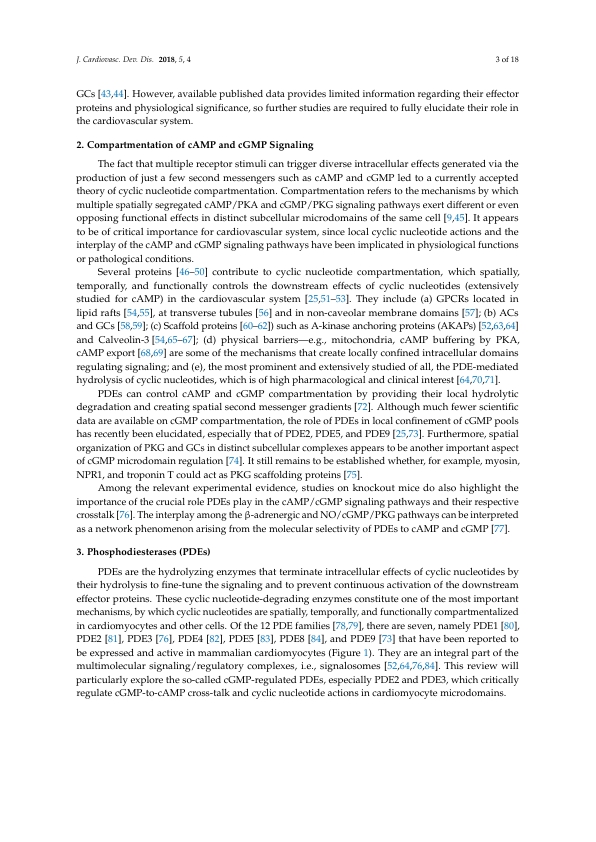 J. Cardiovasc. Dev. Dis. 2018, 5, 4
3 of 18
GCs [43,44]. However, available published data provides limited information regarding their effector
proteins and physiological significance, so further studies are required to fully elucidate their role in
the cardiovascular system.
2. Compartmentation of cAMP and cGMP Signaling
The fact that multiple receptor stimuli can trigger diverse intracellular effects generated via the
production of just a few second messengers such as cAMP and cGMP led to a currently accepted
theory of cyclic nucleotide compartmentation. Compartmentation refers to the mechanisms by which
multiple spatially segregated cAMP/PKA and cGMP/PKG signaling pathways exert different or even
opposing functional effects in distinct subcellular microdomains of the same cell [9,45]. It appears
to be of critical importance for cardiovascular system, since local cyclic nucleotide actions and the
interplay of the cAMP and cGMP signaling pathways have been implicated in physiological functions
or pathological conditions.
Several proteins [46–50] contribute to cyclic nucleotide compartmentation, which spatially,
temporally, and functionally controls the downstream effects of cyclic nucleotides (extensively
studied for cAMP) in the cardiovascular system [25,51–53]. They include (a) GPCRs located in
lipid rafts [54,55], at transverse tubules [56] and in non-caveolar membrane domains [57]; (b) ACs
and GCs [58,59]; (c) Scaffold proteins [60–62]) such as A-kinase anchoring proteins (AKAPs) [52,63,64]
and Calveolin-3 [54,65–67]; (d) physical barriers—e.g., mitochondria, cAMP buffering by PKA,
cAMP export [68,69] are some of the mechanisms that create locally confined intracellular domains
regulating signaling; and (e), the most prominent and extensively studied of all, the PDE-mediated
hydrolysis of cyclic nucleotides, which is of high pharmacological and clinical interest [64,70,71].
PDEs can control cAMP and cGMP compartmentation by providing their local hydrolytic
degradation and creating spatial second messenger gradients [72]. Although much fewer scientific
data are available on cGMP compartmentation, the role of PDEs in local confinement of cGMP pools
has recently been elucidated, especially that of PDE2, PDE5, and PDE9 [25,73]. Furthermore, spatial
organization of PKG and GCs in distinct subcellular complexes appears to be another important aspect
of cGMP microdomain regulation [74]. It still remains to be established whether, for example, myosin,
NPR1, and troponin T could act as PKG scaffolding proteins [75].
Among the relevant experimental evidence, studies on knockout mice do also highlight the
importance of the crucial role PDEs play in the cAMP/cGMP signaling pathways and their respective
crosstalk [76]. The interplay among the β-adrenergic and NO/cGMP/PKG pathways can be interpreted
as a network phenomenon arising from the molecular selectivity of PDEs to cAMP and cGMP [77].
3. Phosphodiesterases (PDEs)
PDEs are the hydrolyzing enzymes that terminate intracellular effects of cyclic nucleotides by
their hydrolysis to fine-tune the signaling and to prevent continuous activation of the downstream
effector proteins. These cyclic nucleotide-degrading enzymes constitute one of the most important
mechanisms, by which cyclic nucleotides are spatially, temporally, and functionally compartmentalized
in cardiomyocytes and other cells. Of the 12 PDE families [78,79], there are seven, namely PDE1 [80],
PDE2 [81], PDE3 [76], PDE4 [82], PDE5 [83], PDE8 [84], and PDE9 [73] that have been reported to
be expressed and active in mammalian cardiomyocytes (Figure 1). They are an integral part of the
multimolecular signaling/regulatory complexes, i.e., signalosomes [52,64,76,84]. This review will
particularly explore the so-called cGMP-regulated PDEs, especially PDE2 and PDE3, which critically
regulate cGMP-to-cAMP cross-talk and cyclic nucleotide actions in cardiomyocyte microdomains.